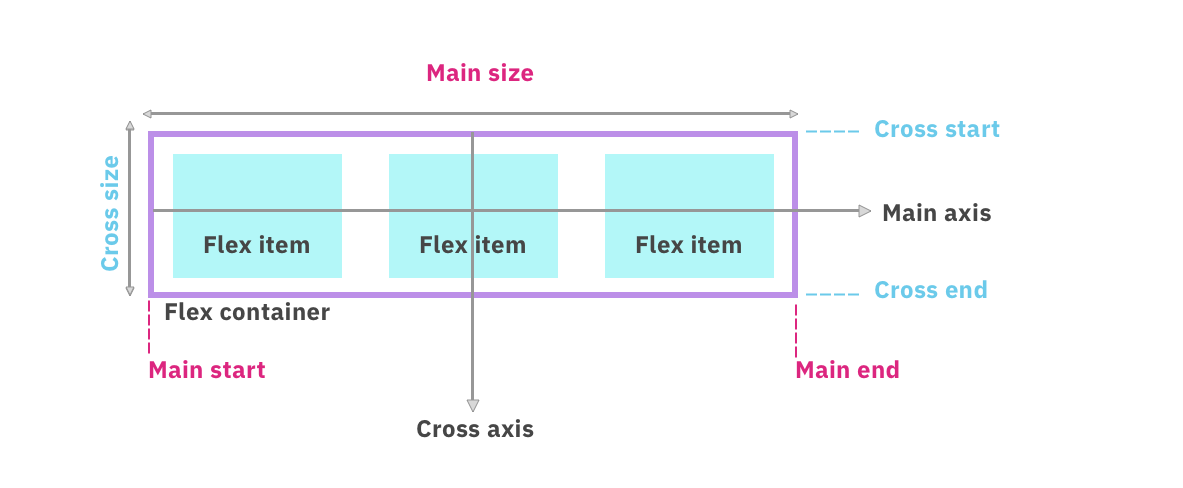 Main size
Cross start
Cross size
Main axis
Flex item
Flex item
Flex item
Cross end
Flex container
Main start
Main end
Cross axis